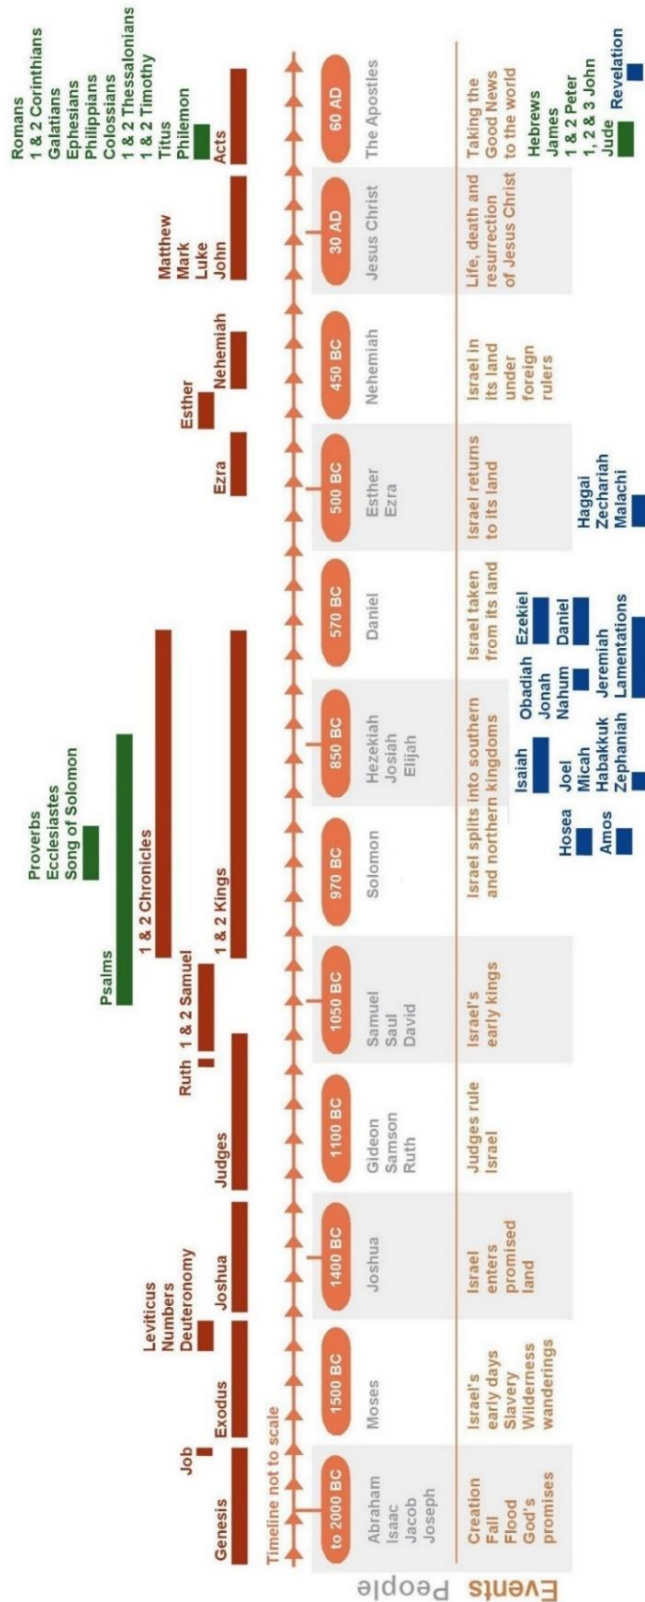 Romans
1 & 2 Corinthians
Galatians
Ephesians
Philippians
Colossians
1 & 2 Thessalonians
1 & 2 Timothy
Titus
Philemon
Proverbs
Ecclesiastes
Song of Solomon
Psalms
Matthew
Mark
Luke
John
1 & 2 Chronicles
Leviticus
Numbers
Deuteronomy
Job
Ruth
1 & 2 Samuel
Esther
Genesis
Exodus
Joshua
Judges
1 & 2 Kings
Ezra
Nehemiah
Acts
Timeline not to scale
to 2000 BC
1500 BC
1400 BC
1100 BC
1050 BC
970 BC
850 BC
570 BC
500 BC
450 BC
30 AD
60 AD
People
Abraham
Isaac
Jacob
Joseph
Moses
Joshua
Gideon
Samson
Ruth
Samuel
Saul
David
Solomon
Hezekiah
Josiah
Elijah
Daniel
Esther
Ezra
Nehemiah
Jesus Christ
The Apostles
Events
Creation
Fall
Flood
God's
promises
Israel's
early days
Slavery
Wilderness
wanderings
Israel
enters
promised
land
Judges rule
Israel
Israel's
early kings
Israel splits into southern
and northern kingdoms
Israel taken
from its land
Israel returns
to its land
Israel in
its land
under
foreign
rulers
Life, death and
resurrection
of Jesus Christ
Taking the
Good News
to the world
Hosea
Amos
Isaiah
Joel
Micah
Habakkuk
Zephaniah
Obadiah
Jonah
Nahum
Jeremiah
Lamentations
Ezekiel
Daniel
Haggai
Zechariah
Malachi
Hebrews
James
1 & 2 Peter
1, 2 & 3 John
Jude
Revelation